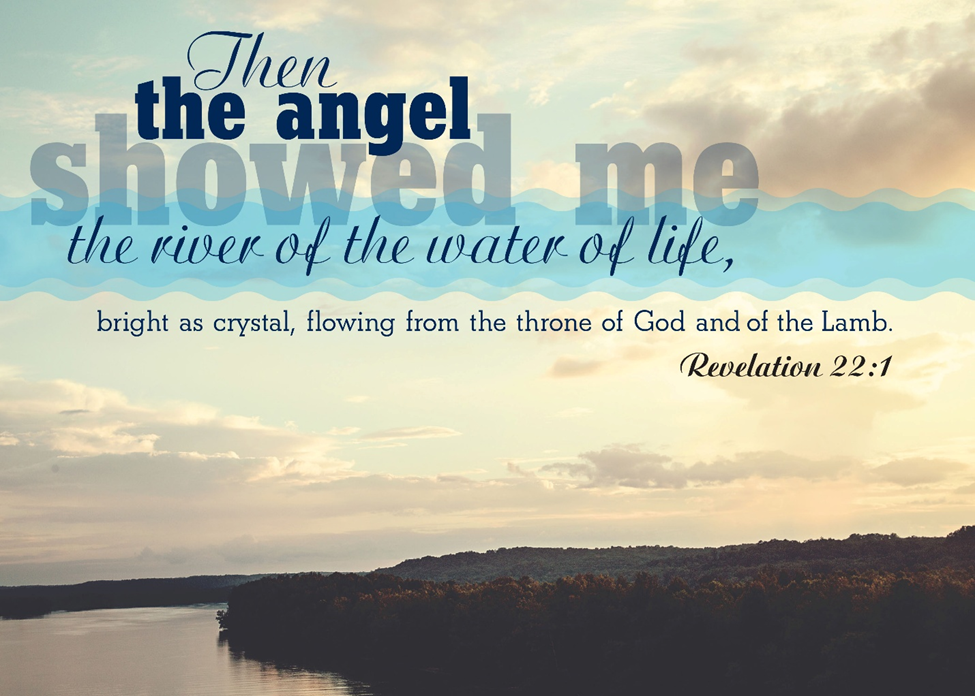 Then
the angel
showed me
the river of the water of life,
bright as crystal, flowing from the throne of God and of the Lamb.
Revelation 22:1